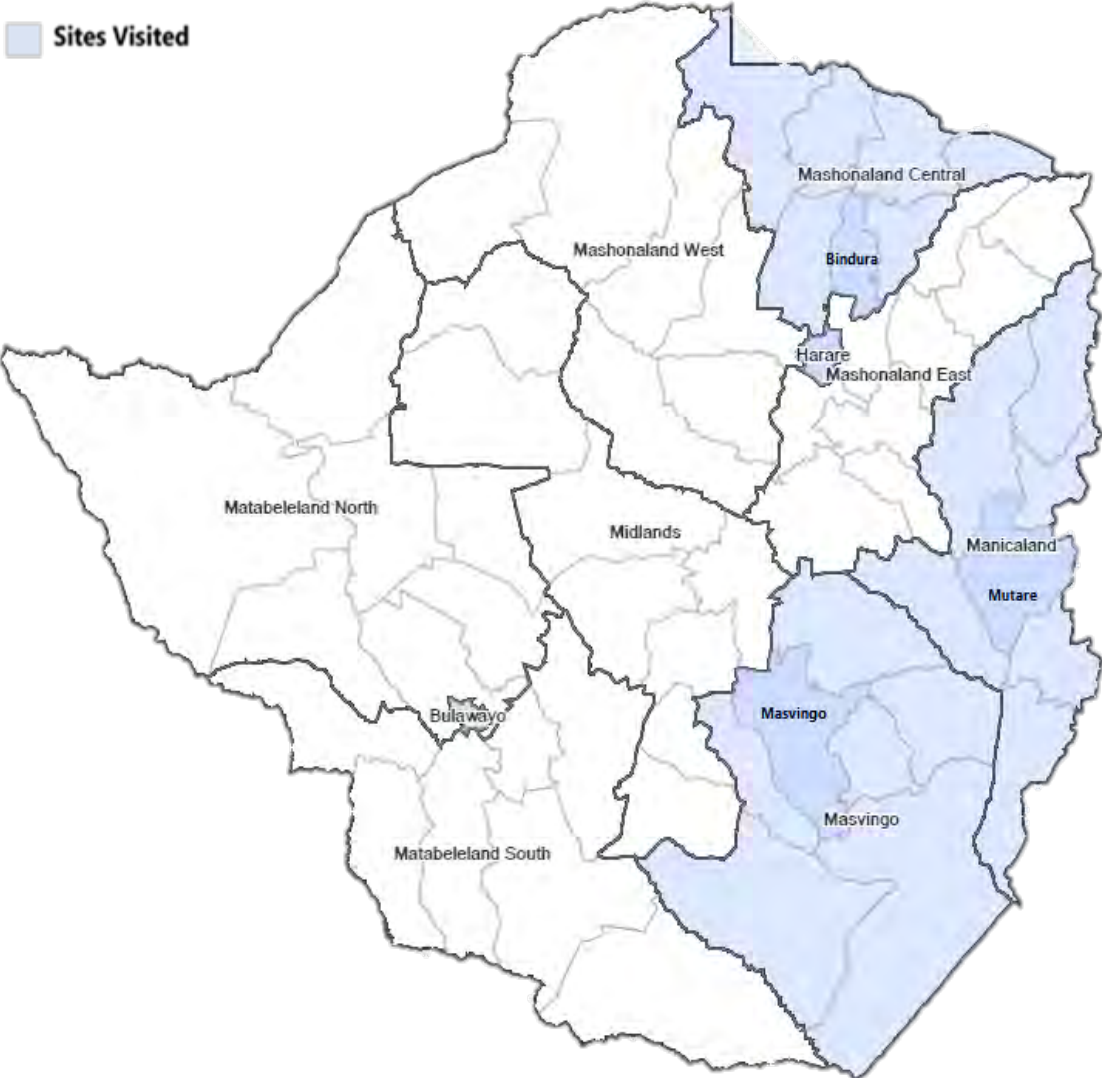 Sites Visited
Mashonaland Central
Mashonaland West
Bindura
Harare
Mashonaland East
Matabeleland North
Midlands
Manicaland
Mutare
Bulawayo
Masvingo
Masvingo
Matabeleland South